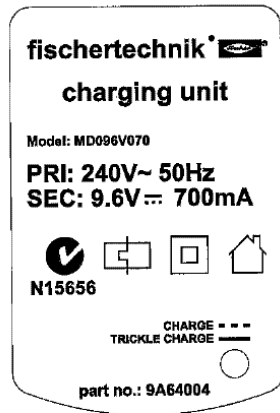 fischertechnik
charging unit
Model: MD096V070
PRI: 240V~ 50Hz
SEC: 9.6V⎓ 700mA
N15656
CHARGE
TRICKLE CHARGE
part no.: 9A64004